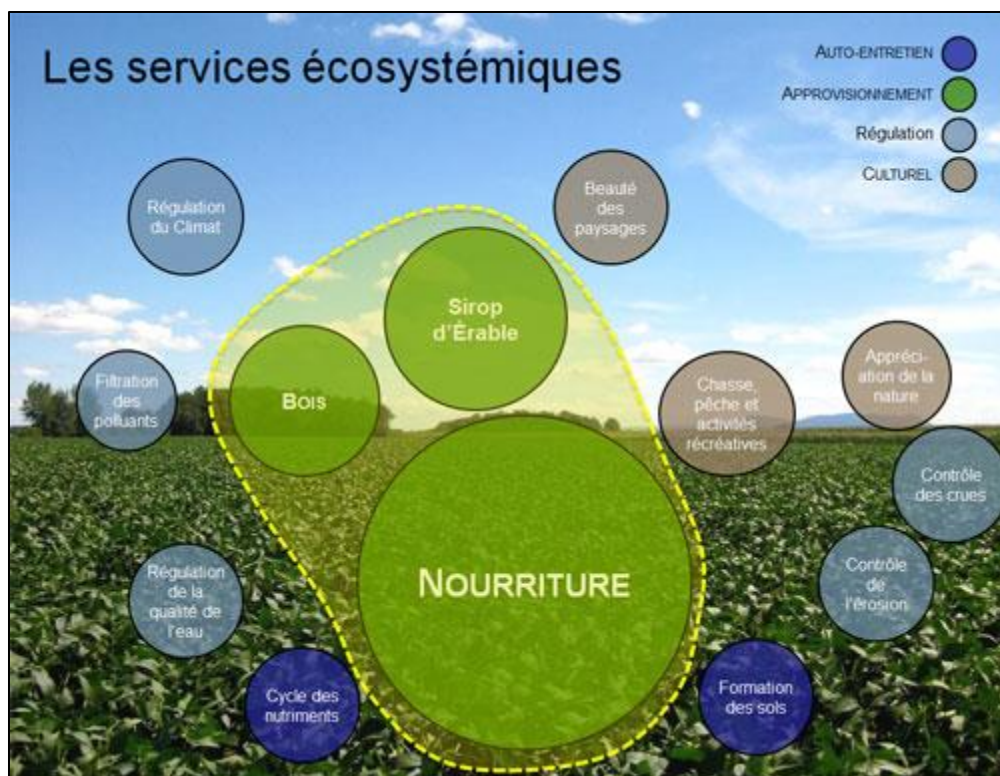 Les services écosystémiques
AUTO-ENTRETIEN
APPROVISIONNEMENT
Régulation
CULTUREL
Régulation
du Climat
Beauté
des
paysages
Sirop
d'Érable
BOIS
Filtration
des
polluants
Chasse,
pêche et
activités
récréatives
Appréci-
ation de la
nature
Contrôle
des crues
NOURRITURE
Régulation
de la
qualité de
l'eau
Contrôle
de
l'érosion
Cycle des
nutriments
Formation
des sols